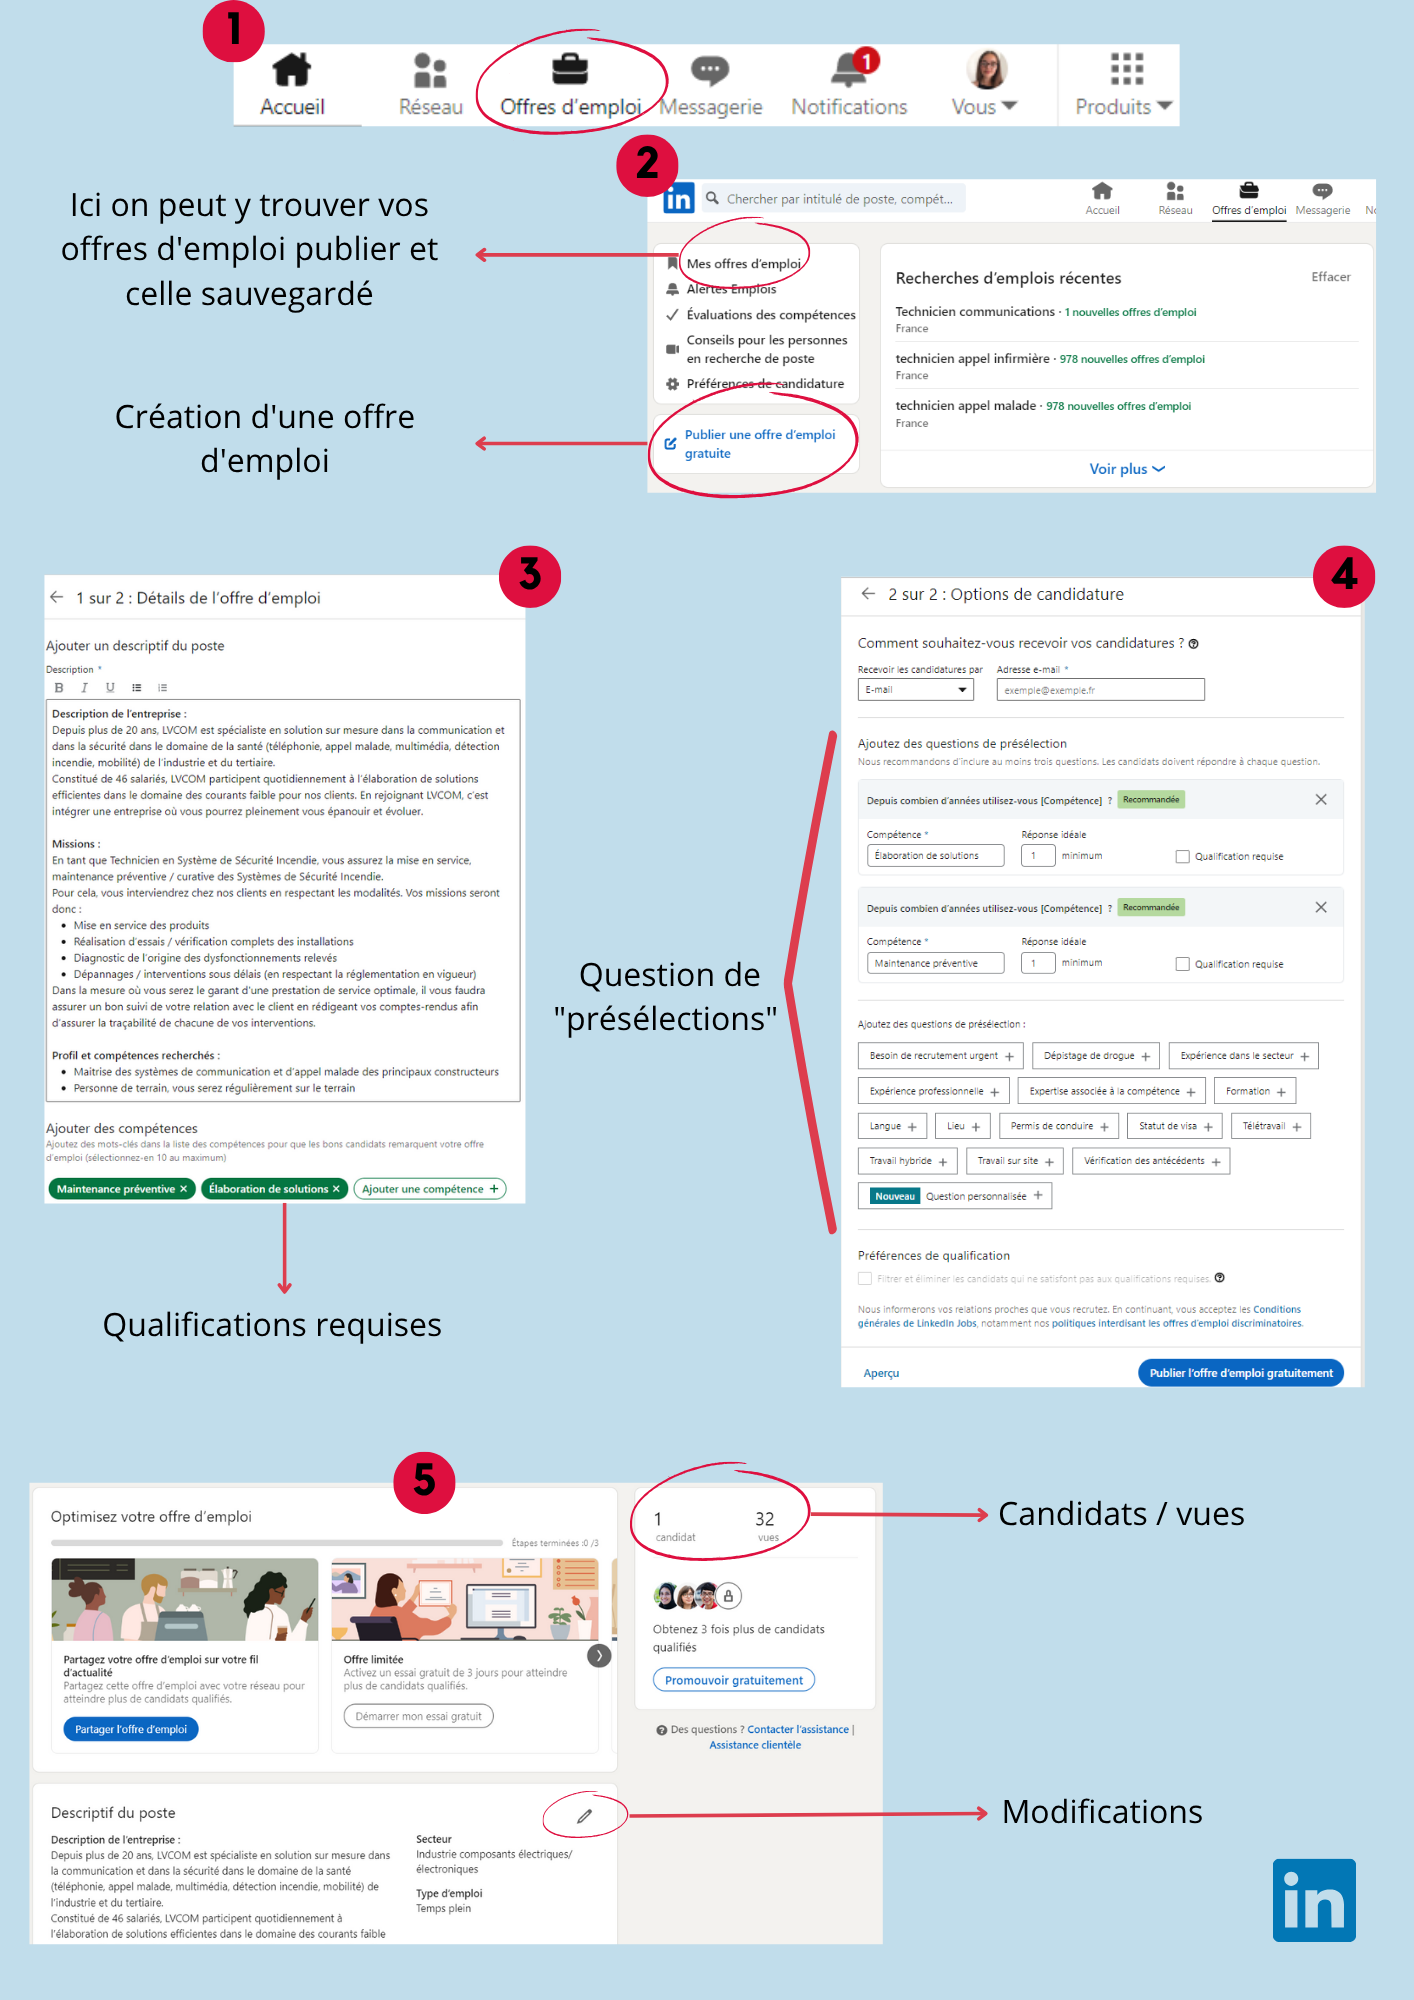 1
Accueil
Réseau
Offres d'emploi
Messagerie
1
Notifications
Vous
Produits
2
Ici on peut y trouver vos
offres d'emploi publier et
celle sauvegardé
Création d'une offre
d'emploi
in
Chercher par intitulé de poste, compét...
Accueil
Réseau
Offres d'emploi
Messagerie
Mes offres d'emploi
Alertes Emplois
Évaluations des compétences
Conseils pour les personnes
en recherche de poste
Préférences de candidature
Publier une offre d'emploi
gratuite
Recherches d'emplois récentes
Effacer
Technicien communications · 1 nouvelles offres d'emploi
France
technicien appel infirmière · 978 nouvelles offres d'emploi
France
technicien appel malade · 978 nouvelles offres d'emploi
France
Voir plus
3
1 sur 2 : Détails de l'offre d'emploi
Ajouter un descriptif du poste
Description *
B I U
Description de l'entreprise :
Depuis plus de 20 ans, LVCOM est spécialiste en solution sur mesure dans la communication et
dans la sécurité dans le domaine de la santé (téléphonie, appel malade, multimédia, détection
incendie, mobilité) de l'industrie et du tertiaire.
Constitué de 46 salariés, LVCOM participent quotidiennement à l'élaboration de solutions
efficientes dans le domaine des courants faible pour nos clients. En rejoignant LVCOM, c'est
intégrer une entreprise où vous pourrez pleinement vous épanouir et évoluer.
Missions :
En tant que Technicien en Système de Sécurité Incendie, vous assurez la mise en service,
maintenance préventive / curative des Systèmes de Sécurité Incendie.
Pour cela, vous interviendrez chez nos clients en respectant les modalités. Vos missions seront
donc :
• Mise en service des produits
• Réalisation d'essais / vérification complets des installations
• Diagnostic de l'origine des dysfonctionnements relevés
• Dépannages / interventions sous délais (en respectant la réglementation en vigueur)
Dans la mesure où vous serez le garant d'une prestation de service optimale, il vous faudra
assurer un bon suivi de votre relation avec le client en rédigeant vos comptes-rendus afin
d'assurer la traçabilité de chacune de vos interventions.
Profil et compétences recherchés :
• Maitrise des systèmes de communication et d'appel malade des principaux constructeurs
• Personne de terrain, vous serez régulièrement sur le terrain
Ajouter des compétences
Ajoutez des mots-clés dans la liste des compétences pour que les bons candidats remarquent votre offre
d'emploi (sélectionnez-en 10 au maximum)
Maintenance préventive ×
Élaboration de solutions ×
Ajouter une compétence +
Qualifications requises
Question de
"présélections"
4
2 sur 2 : Options de candidature
Comment souhaitez-vous recevoir vos candidatures ?
Recevoir les candidatures par
Adresse e-mail *
E-mail
exemple@exemple.fr
Ajoutez des questions de présélection
Nous recommandons d'inclure au moins trois questions. Les candidats doivent répondre à chaque question.
Depuis combien d'années utilisez-vous [Compétence] ? Recommandée
Compétence *
Réponse idéale
Élaboration de solutions
1 minimum
Qualification requise
Depuis combien d'années utilisez-vous [Compétence] ? Recommandée
Compétence *
Réponse idéale
Maintenance préventive
1 minimum
Qualification requise
Ajoutez des questions de présélection :
Besoin de recrutement urgent +
Dépistage de drogue +
Expérience dans le secteur +
Expérience professionnelle +
Expertise associée à la compétence +
Formation +
Langue +
Lieu +
Permis de conduire +
Statut de visa +
Télétravail +
Travail hybride +
Travail sur site +
Vérification des antécédents +
Nouveau Question personnalisée +
Préférences de qualification
Filtrer et éliminer les candidats qui ne satisfont pas aux qualifications requises.
Nous informerons vos relations proches que vous recrutez. En continuant, vous acceptez les Conditions
générales de LinkedIn Jobs, notamment nos politiques interdisant les offres d'emploi discriminatoires.
Aperçu
Publier l'offre d'emploi gratuitement
5
Optimisez votre offre d'emploi
Étapes terminées :0 /3
Partagez votre offre d'emploi sur votre fil
d'actualité
Partagez cette offre d'emploi avec votre réseau pour
atteindre plus de candidats qualifiés.
Partager l'offre d'emploi
Offre limitée
Activez un essai gratuit de 3 jours pour atteindre
plus de candidats qualifiés.
Démarrer mon essai gratuit
1
candidat
32
vues
Obtenez 3 fois plus de candidats
qualifiés
Promouvoir gratuitement
Des questions ? Contacter l'assistance |
Assistance clientèle
Candidats / vues
Descriptif du poste
Description de l'entreprise :
Depuis plus de 20 ans, LVCOM est spécialiste en solution sur mesure dans
la communication et dans la sécurité dans le domaine de la santé
(téléphonie, appel malade, multimédia, détection incendie, mobilité) de
l'industrie et du tertiaire.
Constitué de 46 salariés, LVCOM participent quotidiennement à
l'élaboration de solutions efficientes dans le domaine des courants faible
Secteur
Industrie composants électriques/
électroniques
Type d'emploi
Temps plein
Modifications
in